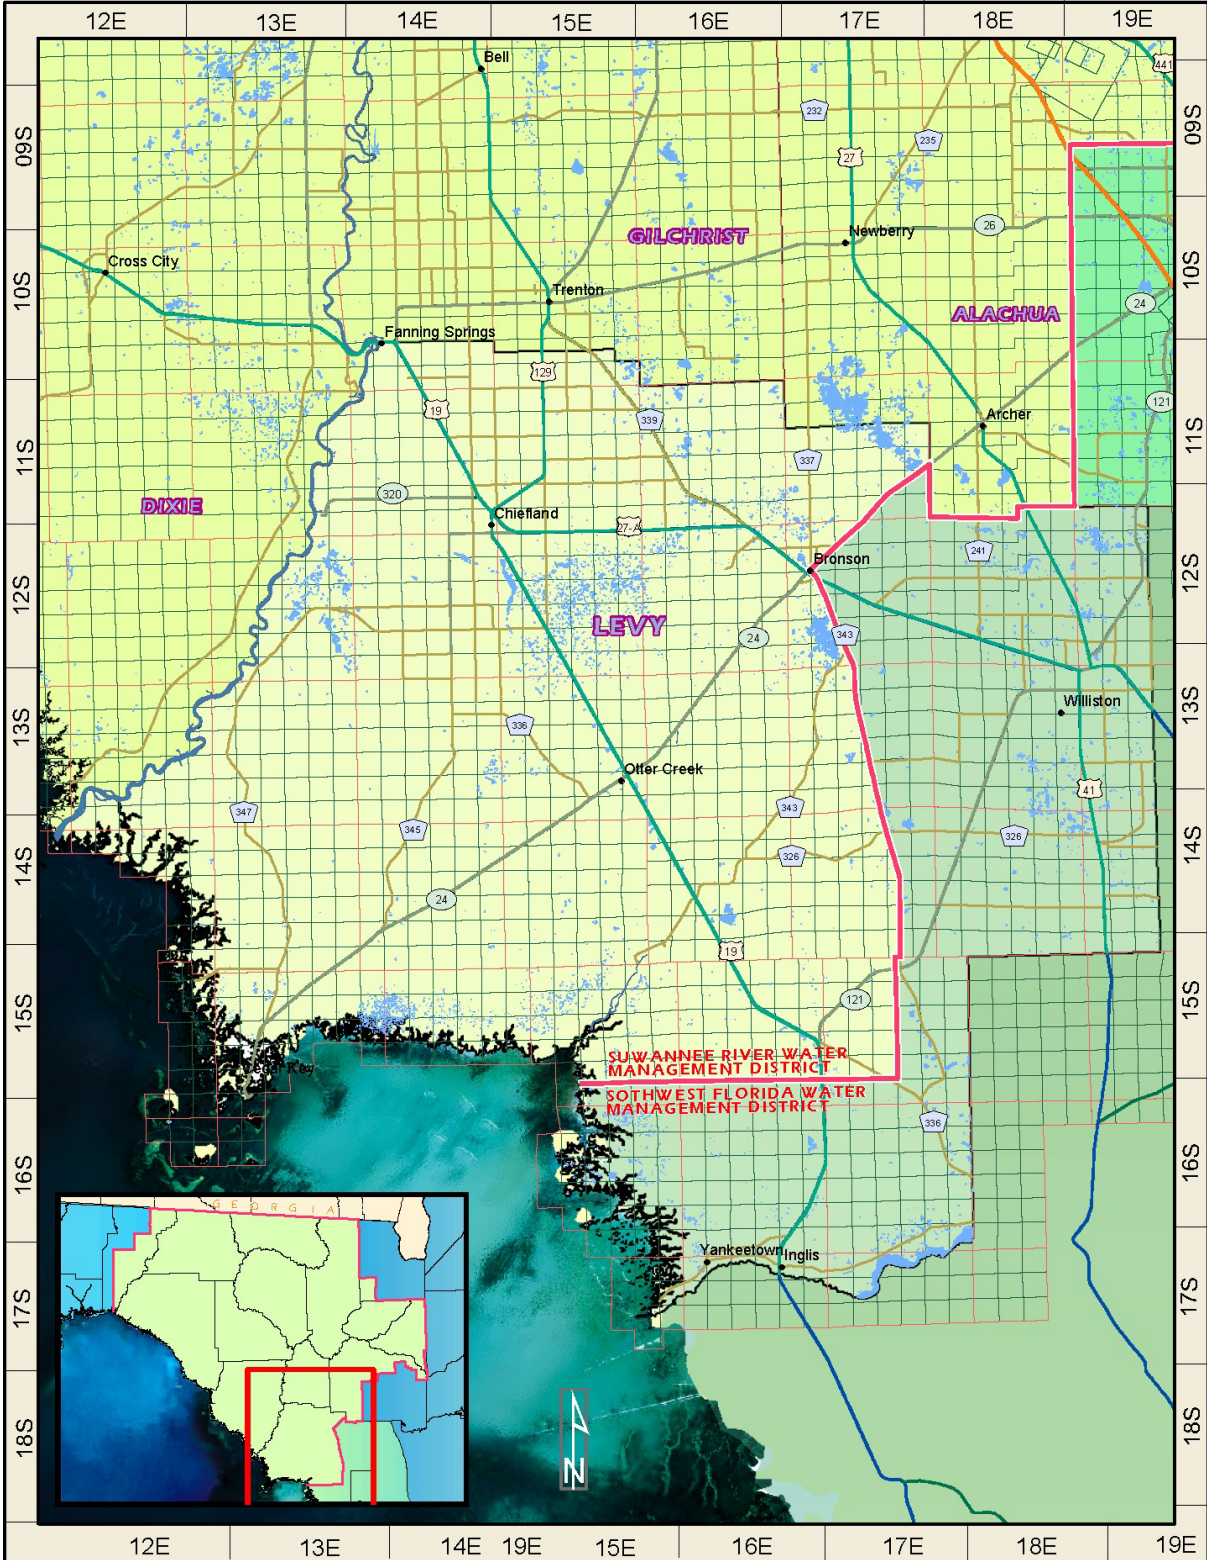 12E 13E 14E 15E 16E 17E 18E 19E
Bell
441
232
09S 09S
235
27
GILCHRIST
Newberry
26
Cross City
10S 10S
Trenton
24
ALACHUA
Fanning Springs
129
121
19
339
Archer
11S 11S
337
320
DIXIE
Chiefland
27-A
241
Bronson
12S 12S
LEVY
24
343
Williston
13S 13S
336
Otter Creek
41
347
343
345
326
326
14S 14S
24
19
121
15S 15S
SUWANNEE RIVER WATER
MANAGEMENT DISTRICT
Cedar Key
SOTHWEST FLORIDA WATER
MANAGEMENT DISTRICT
336
16S 16S
GEORGIA
Yankeetown Inglis
17S 17S
18S 18S
N
12E 13E 14E 19E 15E 16E 17E 18E 19E